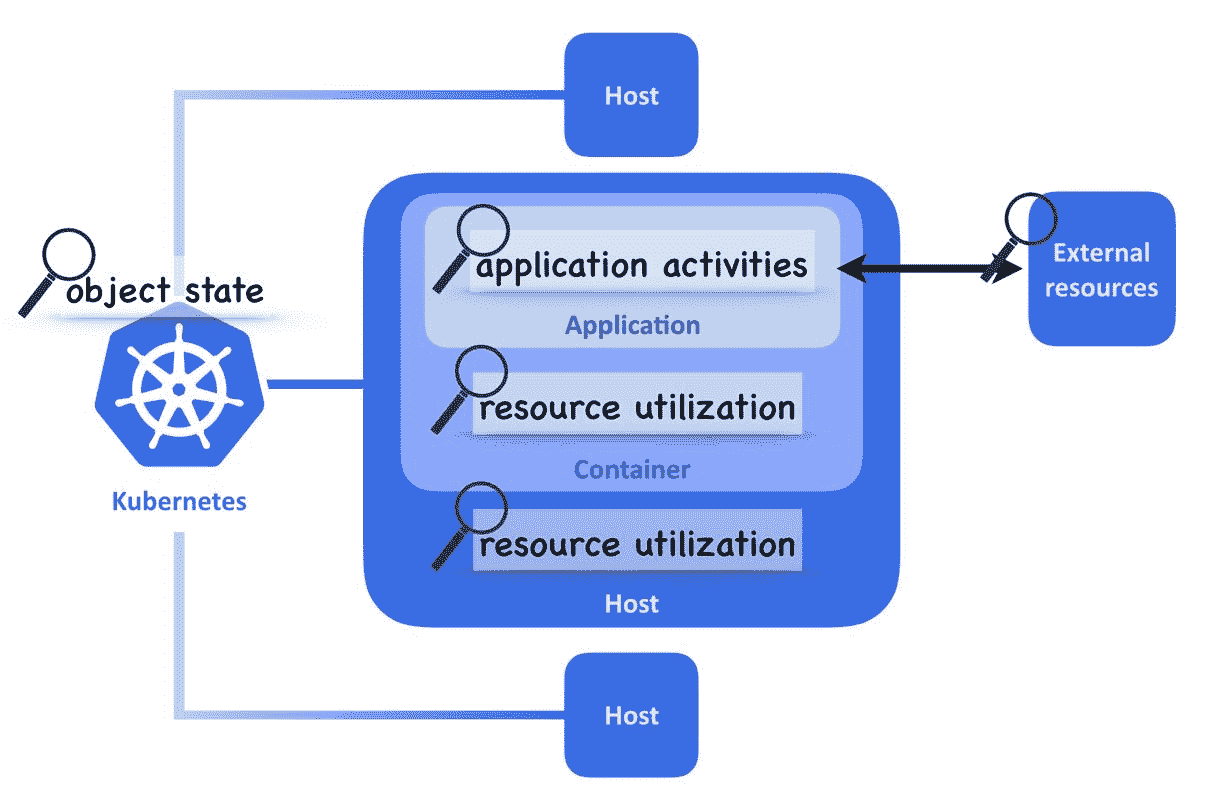 Host
object state
Kubernetes
application activities
Application
resource utilization
Container
resource utilization
Host
External
resources
Host